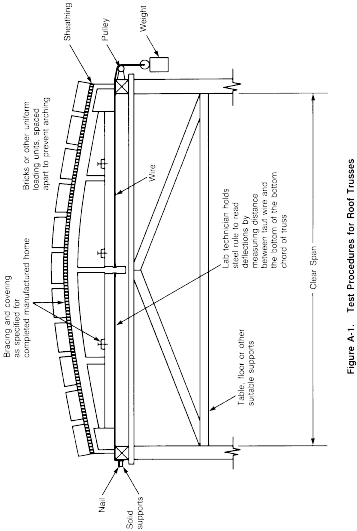 Bracing and covering
as specified for
completed manufactured home
Bricks or other uniform
loading units, spaced
apart to prevent arching
Sheathing
Pulley
Weight
Nail
Solid
supports
Wire
Table, floor or other
suitable supports
Lab technician holds
steel rule to read
deflections by
measuring distance
between taut wire and
the bottom of the bottom
chord of truss
Clear Span
Figure A-1. Test Procedures for Roof Trusses